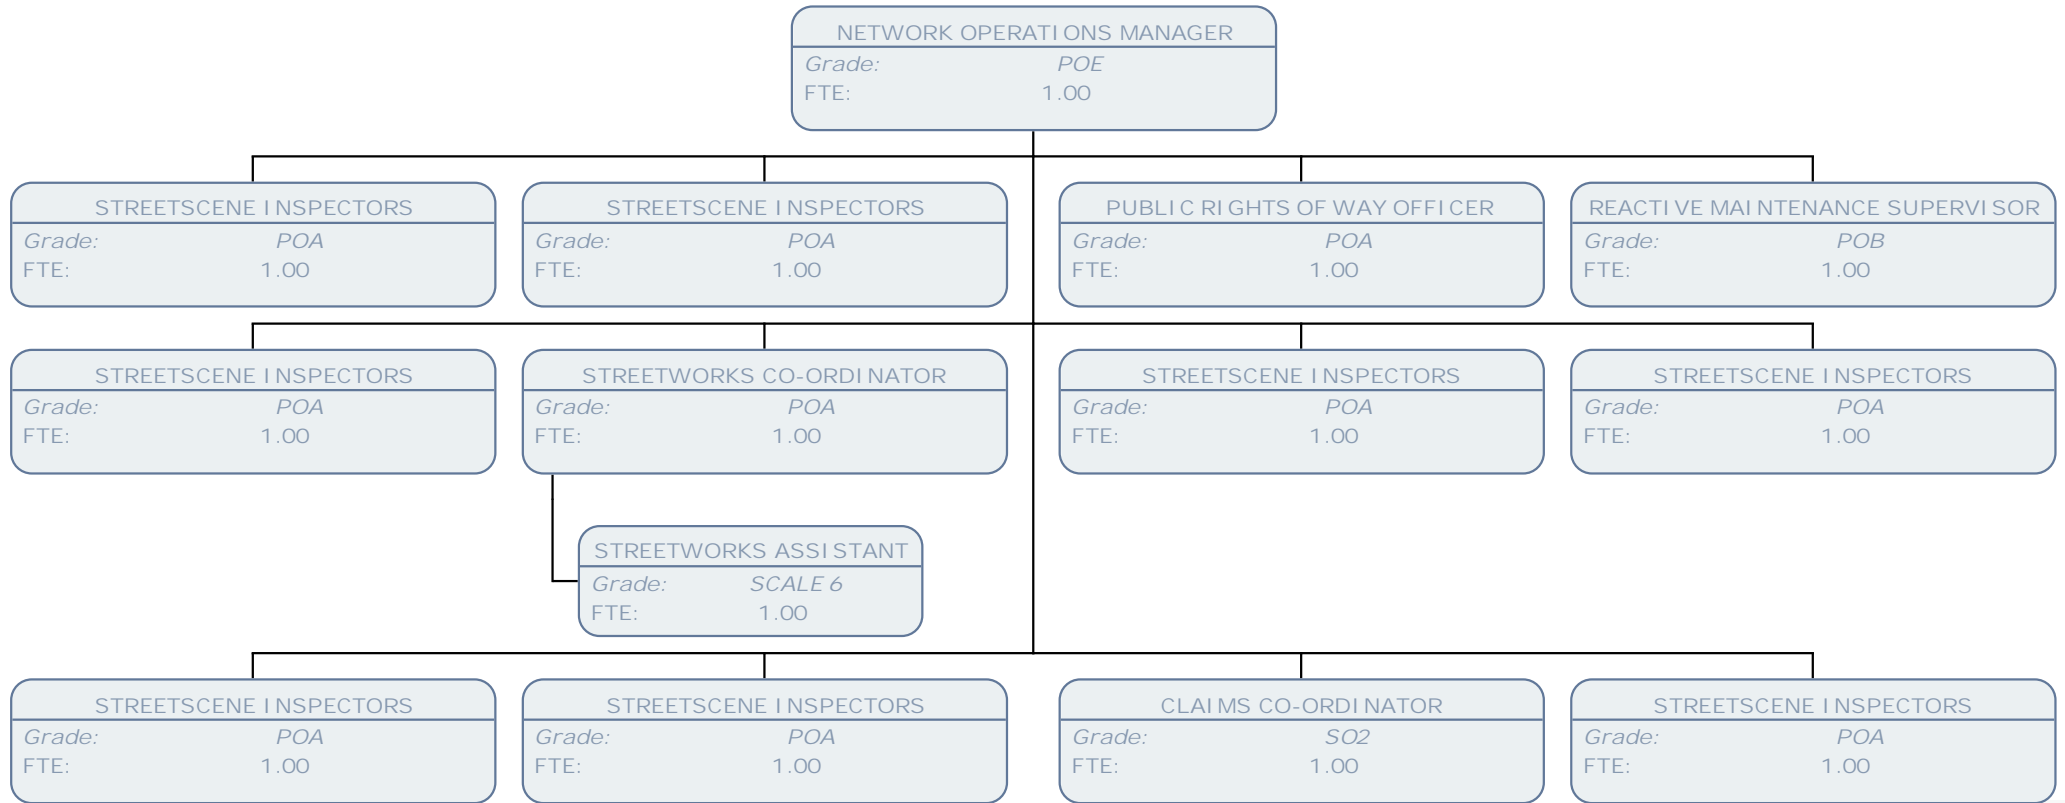 NETWORK OPERATIONS MANAGER
Grade: POE
FTE: 1.00
STREETSCENE INSPECTORS
Grade: POA
FTE: 1.00
STREETSCENE INSPECTORS
Grade: POA
FTE: 1.00
PUBLIC RIGHTS OF WAY OFFICER
Grade: POA
FTE: 1.00
REACTIVE MAINTENANCE SUPERVISOR
Grade: POB
FTE: 1.00
STREETSCENE INSPECTORS
Grade: POA
FTE: 1.00
STREETWORKS CO-ORDINATOR
Grade: POA
FTE: 1.00
STREETSCENE INSPECTORS
Grade: POA
FTE: 1.00
STREETSCENE INSPECTORS
Grade: POA
FTE: 1.00
STREETWORKS ASSISTANT
Grade: SCALE 6
FTE: 1.00
STREETSCENE INSPECTORS
Grade: POA
FTE: 1.00
STREETSCENE INSPECTORS
Grade: POA
FTE: 1.00
CLAIMS CO-ORDINATOR
Grade: SO2
FTE: 1.00
STREETSCENE INSPECTORS
Grade: POA
FTE: 1.00